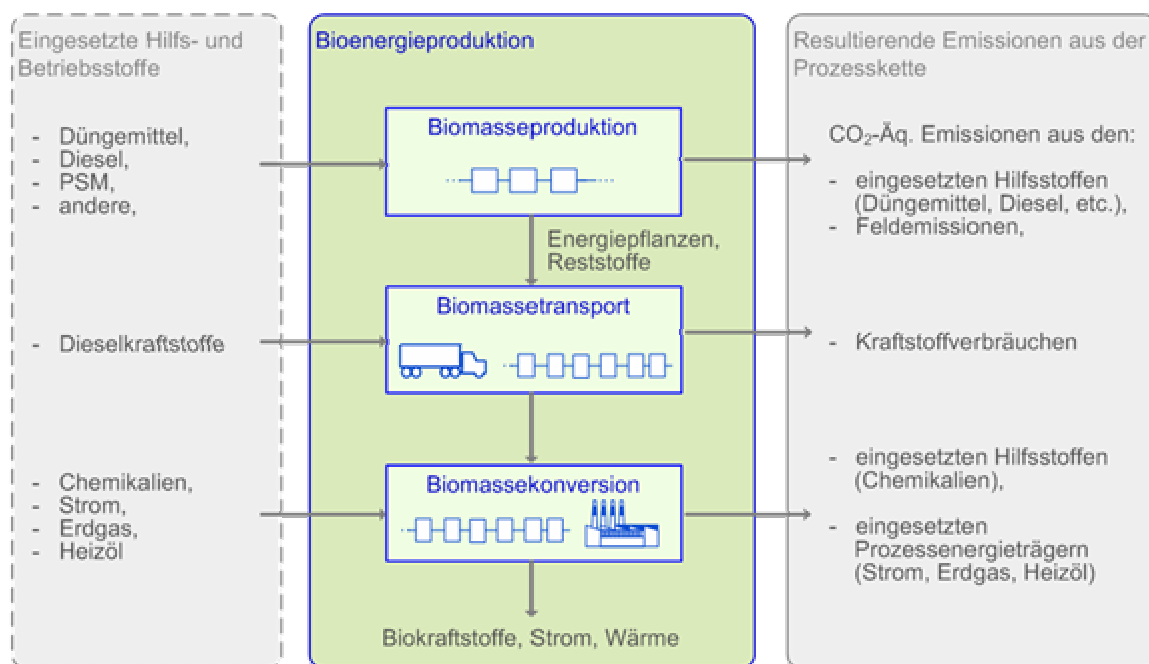 Eingesetzte Hilfs- und
Betriebsstoffe
- Düngemittel,
- Diesel,
- PSM,
- andere,
- Dieselkraftstoffe
- Chemikalien,
- Strom,
- Erdgas,
- Heizöl
Bioenergieproduktion
Biomasseproduktion
Energiepflanzen,
Reststoffe
Biomassetransport
Biomassekonversion
Biokraftstoffe, Strom, Wärme
Resultierende Emissionen aus der
Prozesskette
CO₂-Äq. Emissionen aus den:
- eingesetzten Hilfsstoffen
(Düngemittel, Diesel, etc.),
- Feldemissionen,
- Kraftstoffverbräuchen
- eingesetzten Hilfsstoffen
(Chemikalien),
- eingesetzten
Prozessenergieträgern
(Strom, Erdgas, Heizöl)